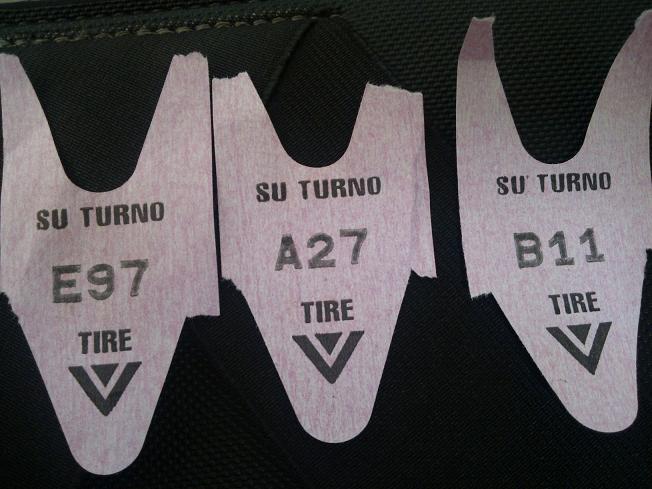 SU TURNO
E97
TIRE
SU TURNO
A27
TIRE
SU TURNO
B11
TIRE